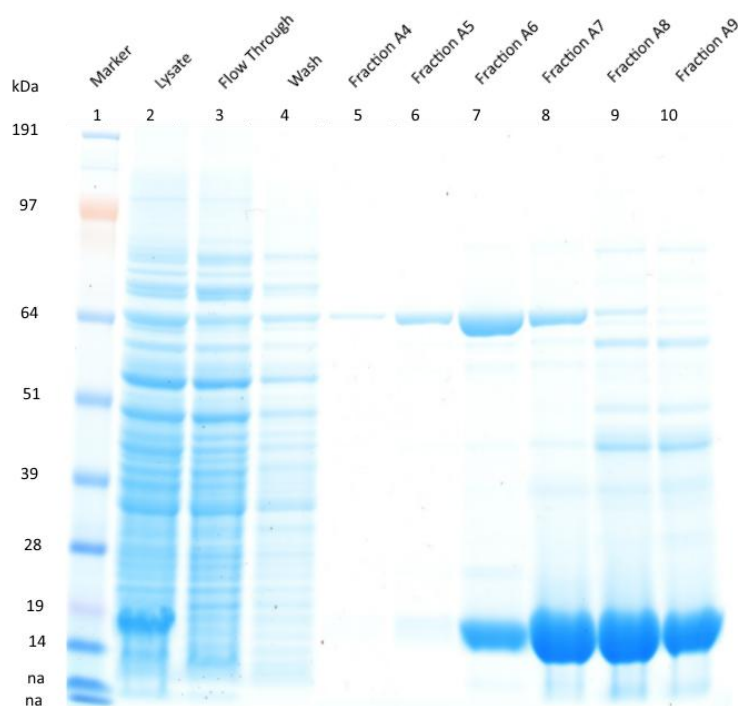 Marker Lysate Flow Through Wash Fraction A4 Fraction A5 Fraction A6 Fraction A7 Fraction A8 Fraction A9
kDa
1 2 3 4 5 6 7 8 9 10
191
97
64
51
39
28
19
14
na
na